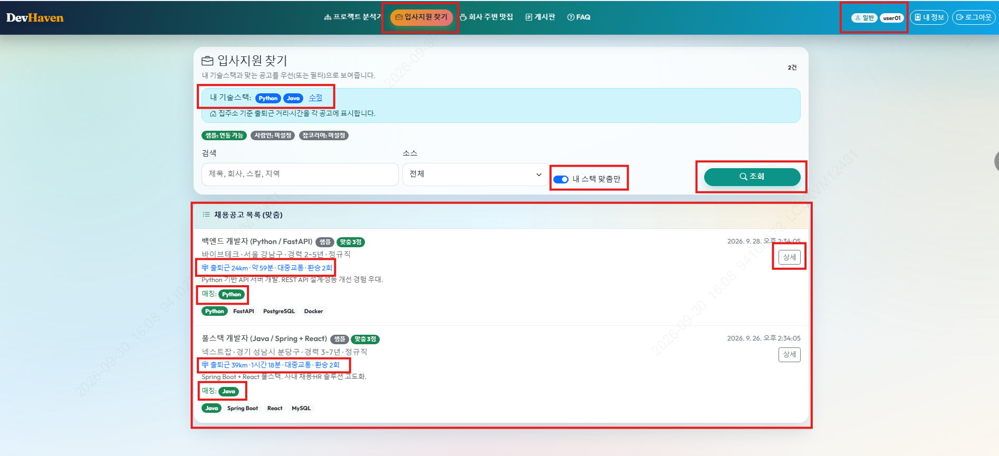 DevHaven
프로젝트 분석기
입사지원 찾기
회사 주변 맛집
게시판
FAQ
일반
user01
내 정보
로그아웃
입사지원 찾기
내 기술스택과 맞는 공고를 우선(또는 필터)으로 보여줍니다.
2건
내 기술스택: Python Java 수정
집주소 기준 출퇴근 거리·시간을 각 공고에 표시합니다.
샘플: 연동 가능 사람인: 미설정 잡코리아: 미설정
검색
소스
제목, 회사, 스킬, 지역
전체
내 스택 맞춤만
조회
채용공고 목록 (맞춤)
백엔드 개발자 (Python / FastAPI) 샘플 맞춤 3점
2026. 9. 28. 오후 2:34:05
바이브테크 · 서울 강남구 · 경력 2~5년 · 정규직
상세
출퇴근 24km · 약 59분 · 대중교통 · 환승 2회
Python 기반 API 서버 개발. REST API 설계·성능 개선 경험 우대.
매칭: Python
Python FastAPI PostgreSQL Docker
풀스택 개발자 (Java / Spring + React) 샘플 맞춤 3점
2026. 9. 26. 오후 2:34:05
넥스트잡 · 경기 성남시 분당구 · 경력 3~7년 · 정규직
상세
출퇴근 39km · 1시간 18분 · 대중교통 · 환승 2회
Spring Boot + React 풀스택. 사내 채용·HR 솔루션 고도화.
매칭: Java
Java Spring Boot React MySQL